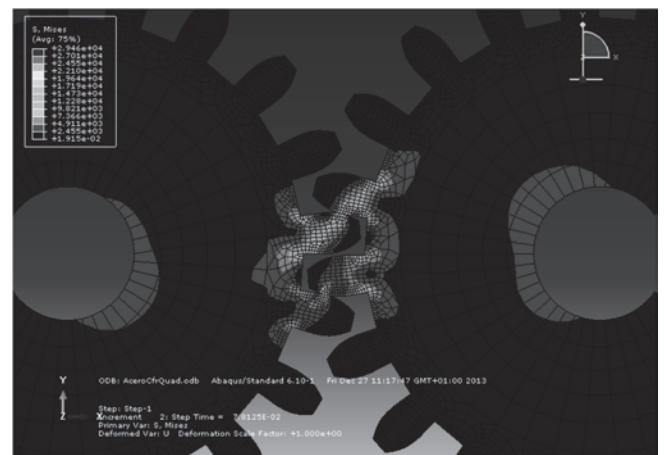 S, Mises
(Avg: 75%)
+2.946e+04
+2.701e+04
+2.455e+04
+2.210e+04
+1.964e+04
+1.719e+04
+1.473e+04
+1.228e+04
+9.821e+03
+7.366e+03
+4.911e+03
+2.455e+03
+1.915e-02
Y
X
Y
Z X
ODB: AceroCfrQuad.odb Abaqus/Standard 6.10-1 Fri Dec 27 11:17:47 GMT+01:00 2013
Step: Step-1
Increment 2: Step Time = 7.8125E-02
Primary Var: S, Mises
Deformed Var: U Deformation Scale Factor: +1.000e+00